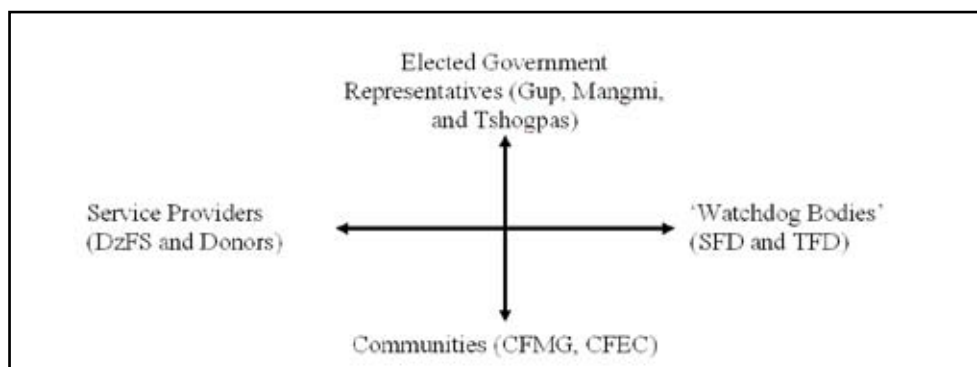 Elected Government
Representatives (Gup, Mangmi,
and Tshogpas)
Service Providers
(DzFS and Donors)
‘Watchdog Bodies’
(SFD and TFD)
Communities (CFMG, CFEC)